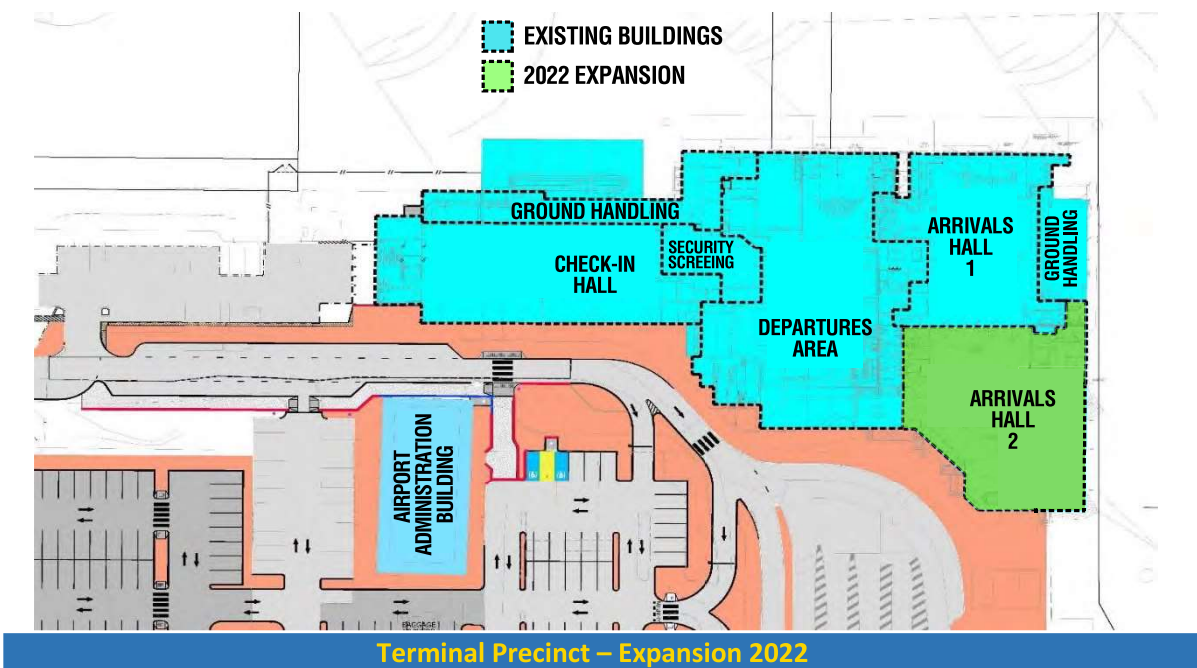 EXISTING BUILDINGS
2022 EXPANSION
GROUND HANDLING
SECURITY
SCREEING
CHECK-IN
HALL
DEPARTURES
AREA
ARRIVALS
HALL
1
GROUND
HANDLING
ARRIVALS
HALL
2
AIRPORT
ADMINISTRATION
BUILDING
Terminal Precinct – Expansion 2022